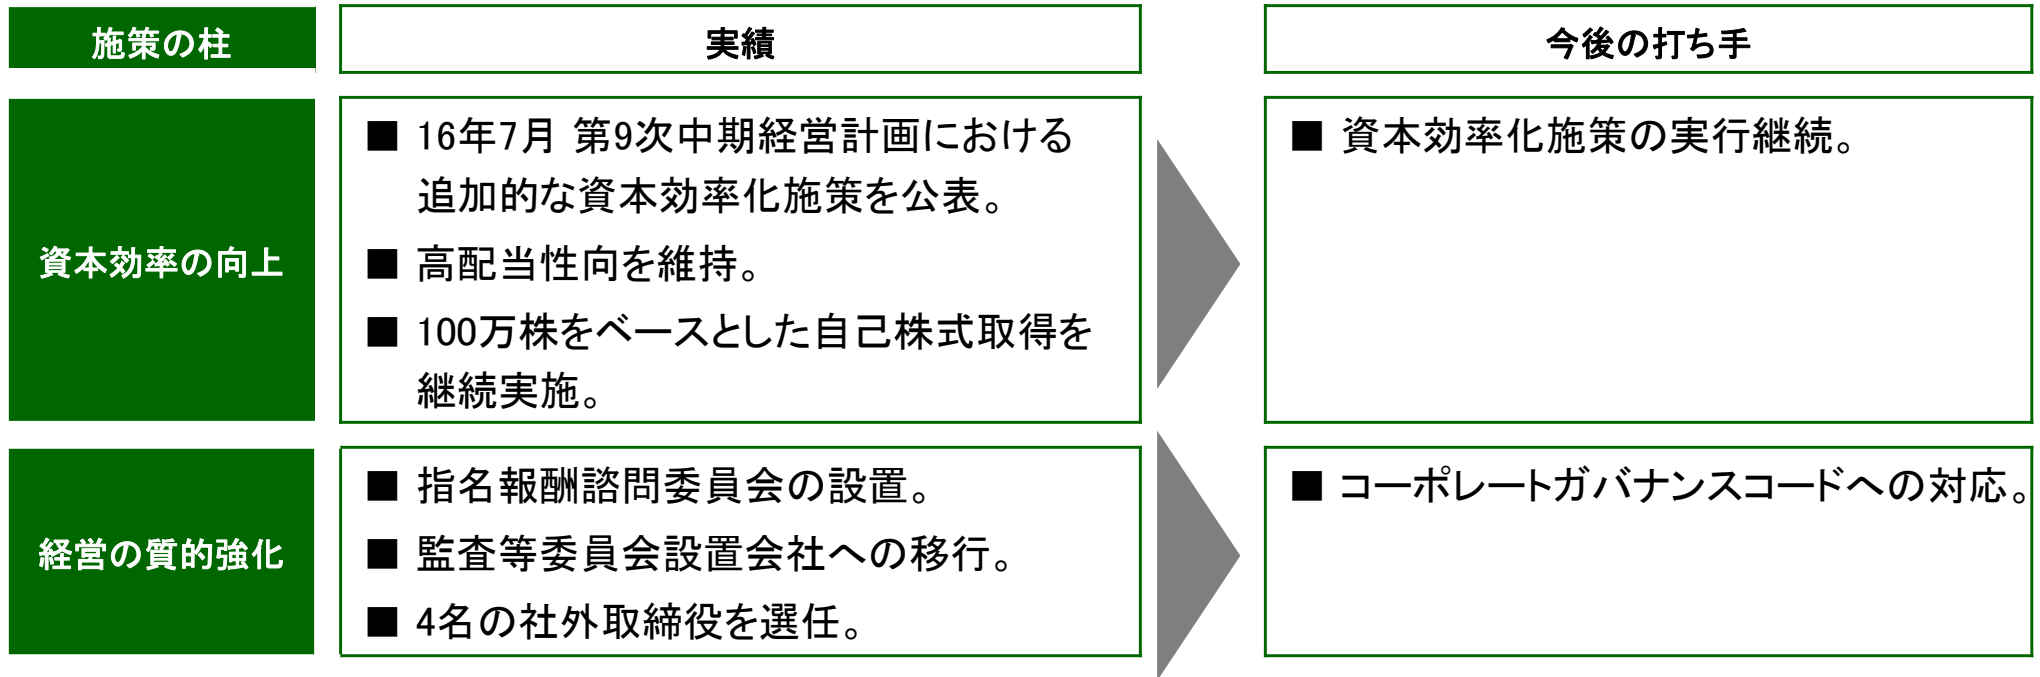 施策の柱
実績
今後の打ち手
資本効率の向上
■ 16年7月 第9次中期経営計画における
追加的な資本効率化施策を公表。
■ 高配当性向を維持。
■ 100万株をベースとした自己株式取得を
継続実施。
■ 資本効率化施策の実行継続。
経営の質的強化
■ 指名報酬諮問委員会の設置。
■ 監査等委員会設置会社への移行。
■ 4名の社外取締役を選任。
■ コーポレートガバナンスコードへの対応。